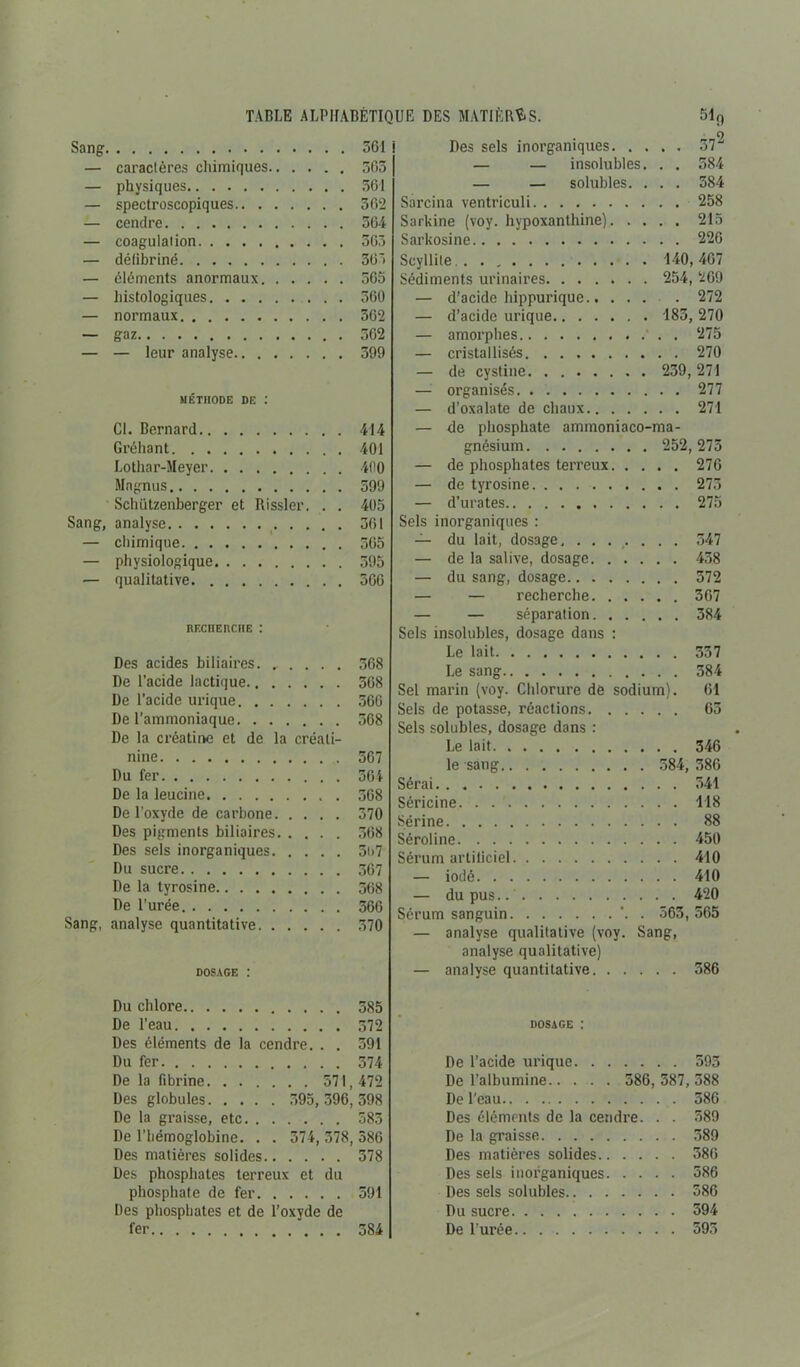 TABLE ALPHABÉTIQUE DES MATIÈRES. 519
Sang. . . . . . . . . . . . . . . . 361
— caractères chimiques. . . . . . 363
— physiques. . . . . . . . . . . 361
— spectroscopiques. . . . . . . . 362
— cendre. . . . . . . . . . . . 364
— coagulation. . . . . . . . . . 363
— défibriné. . . . . . . . . . . 363
— éléments anormaux. . . . . . 365
— histologiques. . . . . . . . . 360
— normaux. . . . . . . . . . . 362
— gaz. . . . . . . . . . . . . . 362
— — leur analyse. . . . . . . . 399
MÉTHODE DE :
Cl. Bernard. . . . . . . . . . 414
Gréhant. . . . . . . . . . . . 401
Lothar-Meyer. . . . . . . . . 400
Magnus. . . . . . . . . . . . 399
Schützenberger et Rissler. . . 405
Sang, analyse. . . . . . . . . . . . 361
— chimique. . . . . . . . . . . 365
— physiologique. . . . . . . . . 395
— qualitative. . . . . . . . . . 366
RECHERCHE :
Des acides biliaires. . . . . . 368
De l'acide lactique. . . . . . . 368
De l'acide urique. . . . . . . 366
De l'ammoniaque. . . . . . . 368
De la créatine et de la créati-
nine. . . . . . . . . . . . . 367
Du fer. . . . . . . . . . . . . 364
De la leucine. . . . . . . . . 368
De l'oxyde de carbone. . . . . 370
Des pigments biliaires. . . . . 368
Des sels inorganiques. . . . . 367
Du sucre. . . . . . . . . . . 367
De la tyrosine. . . . . . . . . 368
De l'urée. . . . . . . . . . . 366
Sang, analyse quantitative. . . . . . 370
DOSAGE :
Du chlore. . . . . . . . . . . 385
De l'eau. . . . . . . . . . . . 372
Des éléments de la cendre. . . 391
Du fer. . . . . . . . . . . . . 374
De la fibrine. . . . . . . 371, 472
Des globules. . . . . 395, 396, 398
De la graisse, etc. . . . . . . 383
De l'hémoglobine. . . 374, 378, 386
Des matières solides. . . . . . 378
Des phosphates terreux et du
phosphate de fer. . . . . . 391
Des phosphates et de l'oxyde de
fer. . . . . . . . . . . . . 384
Des sels inorganiques. . . . . 372
— — insolubles. . . 384
— — solubles. . . . 384
Sarcina ventriculi. . . . . . . . . . 258
Sarkine (voy. hypoxanthine). . . . . 215
Sarkosine. . . . . . . . . . . . . . 226
Scyllite. . . . . . . . . . . . . 140, 467
Sédiments urinaires. . . . . . . 254, 269
— d'acide hippurique. . . . . . 272
— d'acide urique. . . . . . . 183, 270
— amorphes. . . . . . . . . . . 275
— cristallisés. . . . . . . . . . 270
— de cystine. . . . . . . . 239, 271
— organisés. . . . . . . . . . . 277
— d'oxalate de chaux. . . . . . . 271
— de phosphate ammoniaco-ma-
gnésium. . . . . . . . 252, 273
— de phosphates terreux. . . . . 276
— de tyrosine. . . . . . . . . . 273
— d'urates. . . . . . . . . . . . 275
Sels inorganiques :
— du lait, dosage. . . . . . . . 347
— de la salive, dosage. . . . . . 438
— du sang, dosage. . . . . . . . 372
— — recherche. . . . . . 367
— — séparation. . . . . . 384
Sels insolubles, dosage dans :
Le lait. . . . . . . . . . . . 337
Le sang. . . . . . . . . . . . 384
Sel marin (voy. Chlorure de sodium). 61
Sels de potasse, réactions. . . . . . 63
Sels solubles, dosage dans :
Le lait. . . . . . . . . . . . 346
le sang. . . . . . . . . . 384, 386
Sérai. . . . . . . . . . . . . . . . 341
Séricine. . . . . . . . . . . . . . . 118
Sérine. . . . . . . . . . . . . . . 88
Séroline. . . . . . . . . . . . . . 450
Sérum artificiel. . . . . . . . . . . 410
— iodé. . . . . . . . . . . . . 410
— du pus. . . . . . . . . . . . 420
Sérum sanguin. . . . . . . . . . 363, 365
— analyse qualitative (voy. Sang,
analyse qualitative)
— analyse quantitative. . . . . . 386
DOSAGE :
De l'acide urique. . . . . . . 393
De l'albumine. . . . . 386, 387, 388
De l'eau. . . . . . . . . . . . 386
Des éléments de la cendre. . . 389
De la graisse. . . . . . . . . 389
Des matières solides. . . . . . 386
Des sels inorganiques. . . . . 386
Des sels solubles. . . . . . . . 386
Du sucre. . . . . . . . . . . 394
De l'urée. . . . . . . . . . . 393